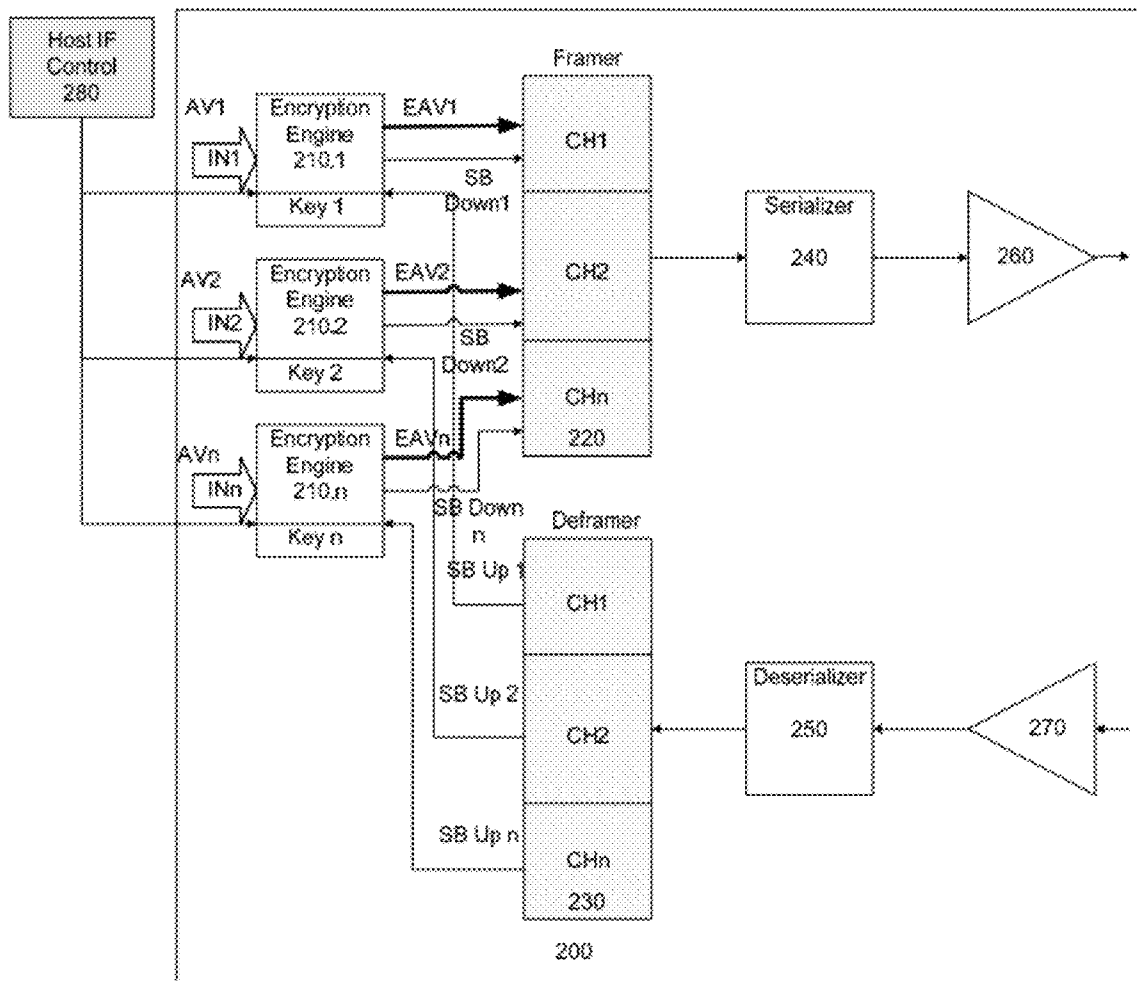 Host IF
Control
280
Framer
AV1
Encryption
Engine
210.1
EAV1
IN1
CH1
SB
Down1
Key 1
Serializer
240
260
AV2
Encryption
Engine
210.2
EAV2
IN2
CH2
SB
Down2
Key 2
CHn
220
AVn
Encryption
Engine
210.n
EAVn
INn
SB Down
n
Key n
Deframer
SB Up 1
CH1
SB Up 2
CH2
Deserializer
250
270
SB Up n
CHn
230
200